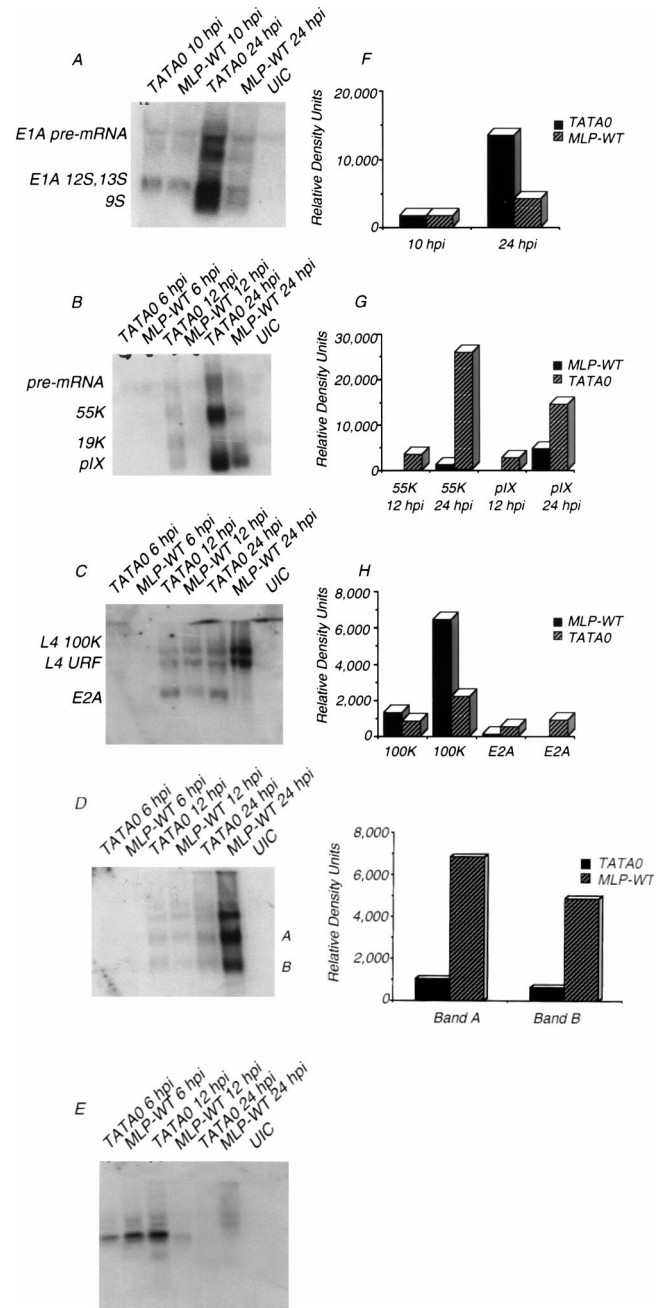 A
TATA0 10 hpi
MLP-WT 10 hpi
TATA0 24 hpi
MLP-WT 24 hpi
UIC
E1A pre-mRNA
E1A 12S,13S
9S
F
Relative Density Units
20,000
10,000
0
10 hpi
24 hpi
TATA0
MLP-WT
B
TATA0 6 hpi
MLP-WT 6 hpi
TATA0 12 hpi
MLP-WT 12 hpi
TATA0 24 hpi
MLP-WT 24 hpi
UIC
pre-mRNA
55K
19K
pIX
G
Relative Density Units
30,000
20,000
10,000
0
55K 55K pIX pIX
12 hpi 24 hpi 12 hpi 24 hpi
MLP-WT
TATA0
C
TATA0 6 hpi
MLP-WT 6 hpi
TATA0 12 hpi
MLP-WT 12 hpi
TATA0 24 hpi
MLP-WT 24 hpi
UIC
L4 100K
L4 URF
E2A
H
Relative Density Units
8,000
6,000
4,000
2,000
0
100K 100K E2A E2A
MLP-WT
TATA0
D
TATA0 6 hpi
MLP-WT 6 hpi
TATA0 12 hpi
MLP-WT 12 hpi
TATA0 24 hpi
MLP-WT 24 hpi
UIC
A
B
Relative Density Units
8,000
6,000
4,000
2,000
0
Band A
Band B
TATA0
MLP-WT
E
TATA0 6 hpi
MLP-WT 6 hpi
TATA0 12 hpi
MLP-WT 12 hpi
TATA0 24 hpi
MLP-WT 24 hpi
UIC